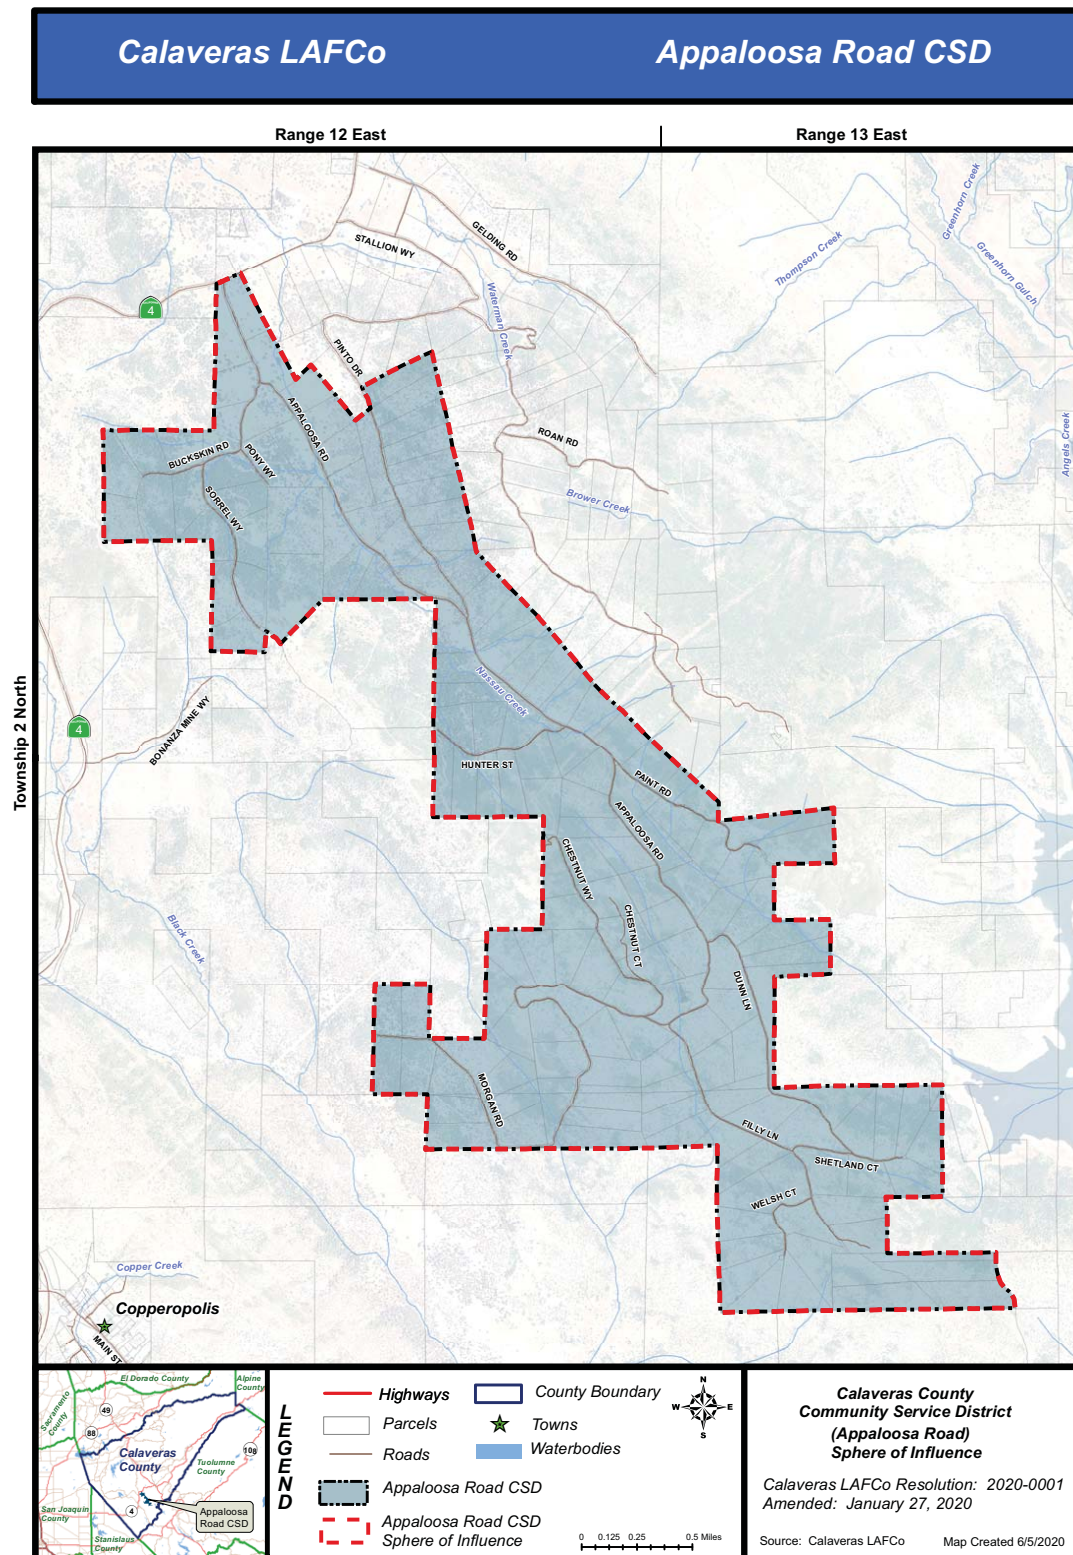 Calaveras LAFCo
Appaloosa Road CSD
Range 12 East
Range 13 East
Township 2 North
GELDING RD
STALLION WY
Greenhorn Creek
Thompson Creek
Greenhorn Gulch
4
Waterman Creek
PINTO DR
APPALOOSA RD
ROAN RD
Angels Creek
BUCKSKIN RD
PONY WY
SORREL WY
Brower Creek
Nassau Creek
BONANZA MINE WY
4
HUNTER ST
PAINT RD
APPALOOSA RD
CHESTNUT WY
CHESTNUT CT
Black Creek
DUNN LN
MORGAN RD
FILLY LN
SHETLAND CT
WELSH CT
Copper Creek
Copperopolis
MAIN ST
El Dorado County
Alpine
County
Sacramento
County
49
88
108
Calaveras
County
Tuolumne
County
San Joaquin
County
4
Appaloosa
Road CSD
Stanislaus
County
LEGEND
Highways
County Boundary
Parcels
Towns
Roads
Waterbodies
Appaloosa Road CSD
Appaloosa Road CSD
Sphere of Influence
N
W
E
S
0 0.125 0.25 0.5 Miles
Calaveras County
Community Service District
(Appaloosa Road)
Sphere of Influence
Calaveras LAFCo Resolution: 2020-0001
Amended: January 27, 2020
Source: Calaveras LAFCo
Map Created 6/5/2020